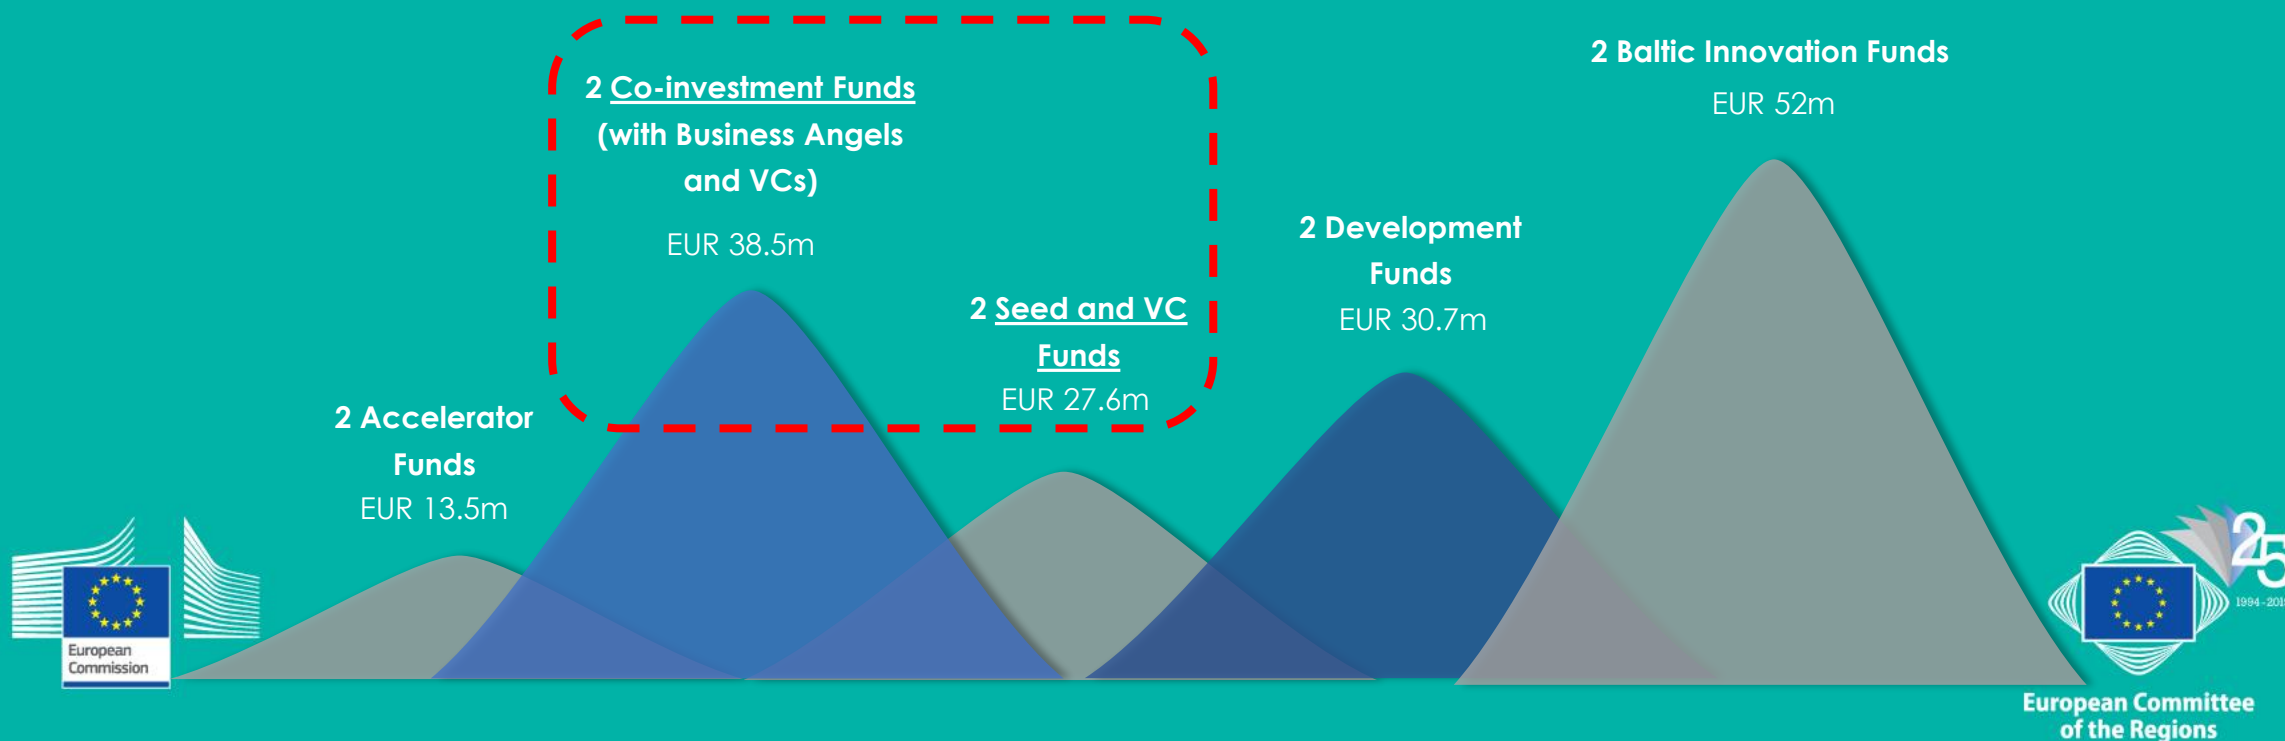 2 Co-investment Funds
(with Business Angels
and VCs)
EUR 38.5m
2 Baltic Innovation Funds
EUR 52m
2 Development
Funds
EUR 30.7m
2 Seed and VC
Funds
EUR 27.6m
2 Accelerator
Funds
EUR 13.5m
European
Commission
25
1994-2019
European Committee
of the Regions